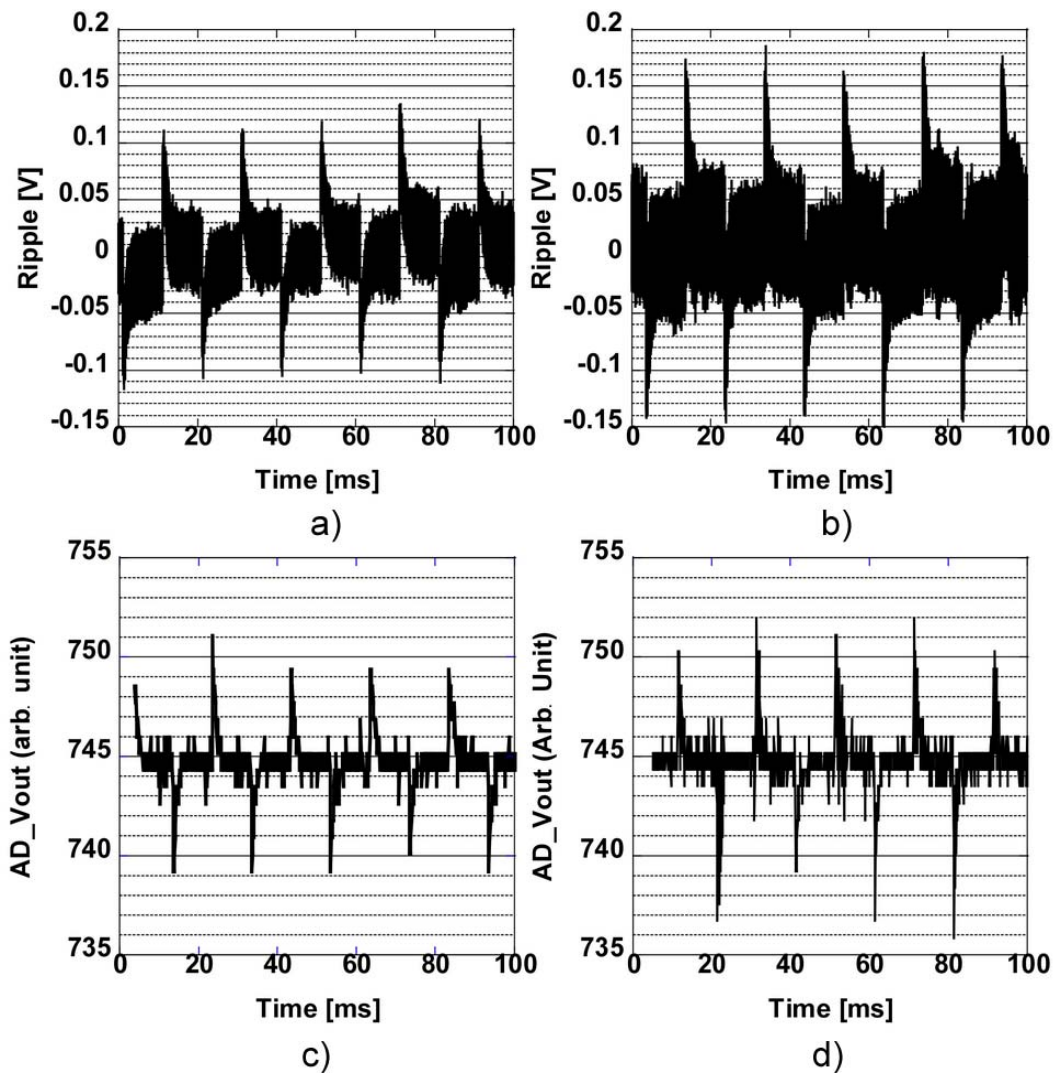 0.2
0.15
0.1
0.05
0
-0.05
-0.1
-0.15
Ripple [V]
0 20 40 60 80 100
Time [ms]
a)
0.2
0.15
0.1
0.05
0
-0.05
-0.1
-0.15
Ripple [V]
0 20 40 60 80 100
Time [ms]
b)
755
750
745
740
735
AD_Vout (arb. unit)
0 20 40 60 80 100
Time [ms]
c)
755
750
745
740
735
AD_Vout (Arb. Unit)
0 20 40 60 80 100
Time [ms]
d)